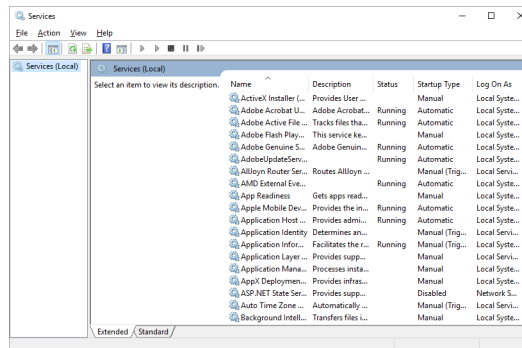 Services
File Action View Help
Services (Local)
Services (Local)
Select an item to view its description.
Name Description Status Startup Type Log On As
ActiveX Installer (... Provides User ... Manual Local Syste...
Adobe Acrobat U... Adobe Acrobat... Running Automatic Local Syste...
Adobe Active File ... Tracks files tha... Running Automatic Local Syste...
Adobe Flash Play... This service ke... Manual Local Syste...
Adobe Genuine S... Adobe Genuin... Running Automatic Local Syste...
AdobeUpdateServ... Running Automatic Local Syste...
AllJoyn Router Ser... Routes AllJoyn ... Manual (Trig... Local Servi...
AMD External Eve... Running Automatic Local Syste...
App Readiness Gets apps read... Manual Local Syste...
Apple Mobile Dev... Provides the in... Running Automatic Local Syste...
Application Host ... Provides admi... Running Automatic Local Syste...
Application Identity Determines an... Manual (Trig... Local Servi...
Application Infor... Facilitates the r... Running Manual (Trig... Local Syste...
Application Layer ... Provides supp... Manual Local Servi...
Application Mana... Processes insta... Manual Local Syste...
AppX Deploymen... Provides infras... Manual Local Syste...
ASP.NET State Ser... Provides supp... Disabled Network S...
Auto Time Zone ... Automatically ... Manual (Trig... Local Servi...
Background Intell... Transfers files i... Manual Local Syste...
Extended Standard